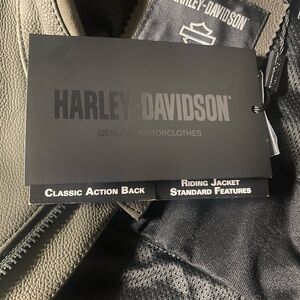 HARLEY-DAVIDSON
HARLEY-DAVIDSON®
GENUINE MOTORCLOTHES
CLASSIC ACTION BACK
RIDING JACKET
STANDARD FEATURES